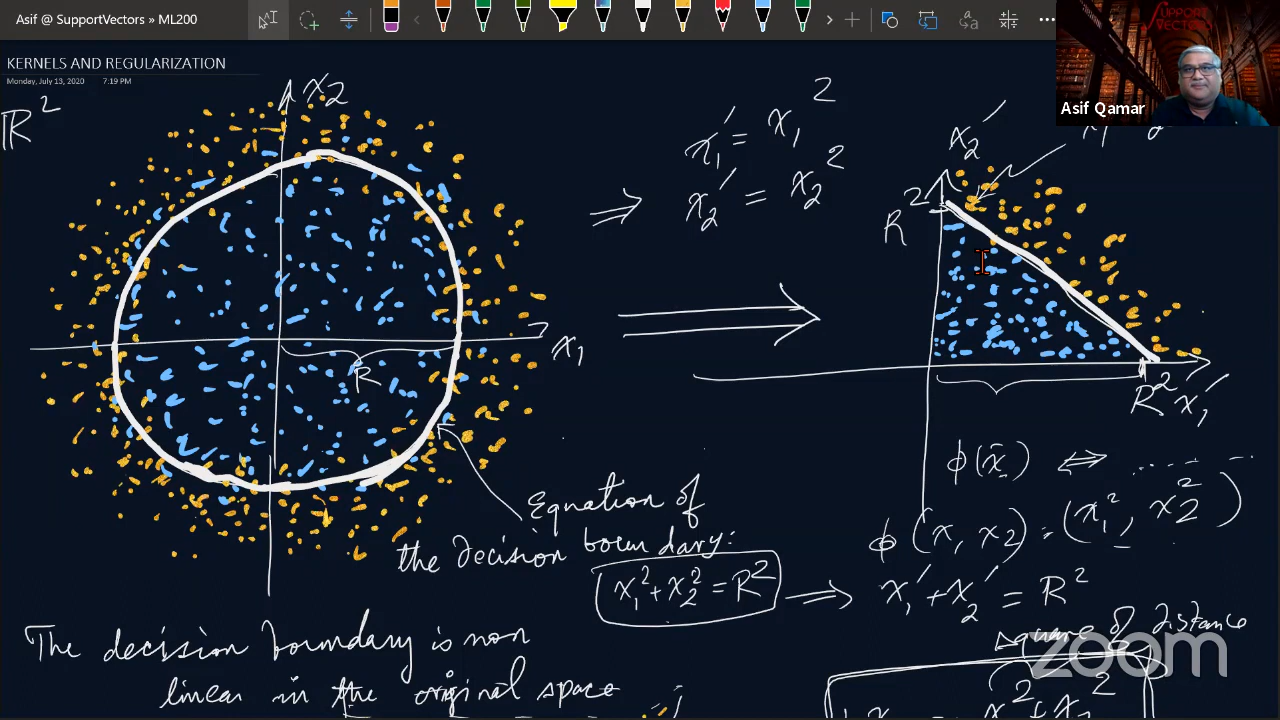 Asif @ SupportVectors » ML200
KERNELS AND REGULARIZATION
Monday, July 13, 2020 7:19 PM
SUPPORT
VECTORS
Asif Qamar
ℝ²
x₂
x₁
R
⇒
x₁′ = x₁²
x₂′ = x₂²
x₂′
R²
R² x₁′
ϕ(x̄) ⇔ ........
ϕ(x₁ x₂) = (x₁², x₂²)
Equation of
the decision boundary:
x₁² + x₂² = R² ⇒ x₁′ + x₂′ = R²
square of distance
The decision boundary is non
linear in the original space
zoom